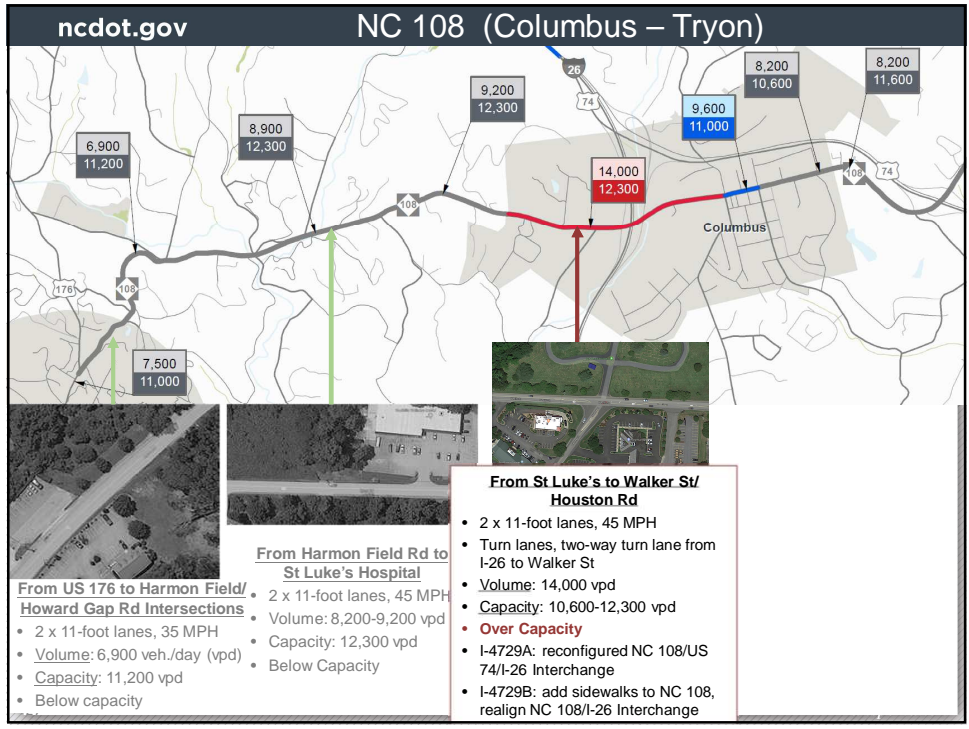 ncdot.gov
NC 108 (Columbus – Tryon)
26
74
8,200
10,600
8,200
11,600
9,200
12,300
9,600
11,000
8,900
12,300
6,900
11,200
14,000
12,300
108
74
108
Columbus
176
108
7,500
11,000
From US 176 to Harmon Field/
Howard Gap Rd Intersections
• 2 x 11-foot lanes, 35 MPH
• Volume: 6,900 veh./day (vpd)
• Capacity: 11,200 vpd
• Below capacity
From Harmon Field Rd to
St Luke's Hospital
• 2 x 11-foot lanes, 45 MPH
• Volume: 8,200-9,200 vpd
• Capacity: 12,300 vpd
• Below Capacity
From St Luke's to Walker St/
Houston Rd
• 2 x 11-foot lanes, 45 MPH
• Turn lanes, two-way turn lane from
I-26 to Walker St
• Volume: 14,000 vpd
• Capacity: 10,600-12,300 vpd
• Over Capacity
• I-4729A: reconfigured NC 108/US
74/I-26 Interchange
• I-4729B: add sidewalks to NC 108,
realign NC 108/I-26 Interchange